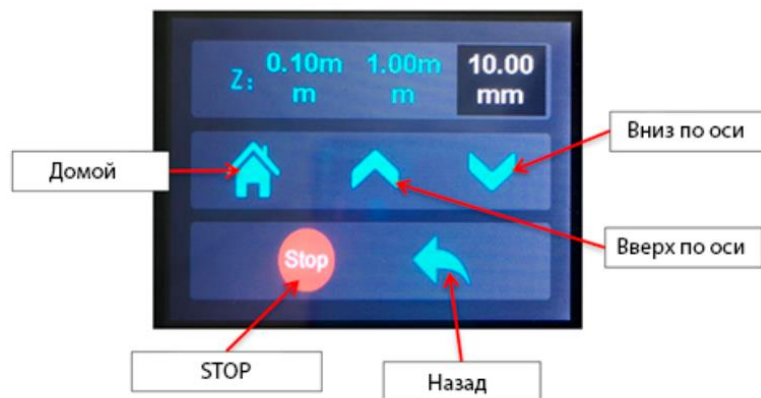 Z:
0.10m
m
1.00m
m
10.00
mm
Вниз по оси
Домой
Вверх по оси
Stop
STOP
Назад